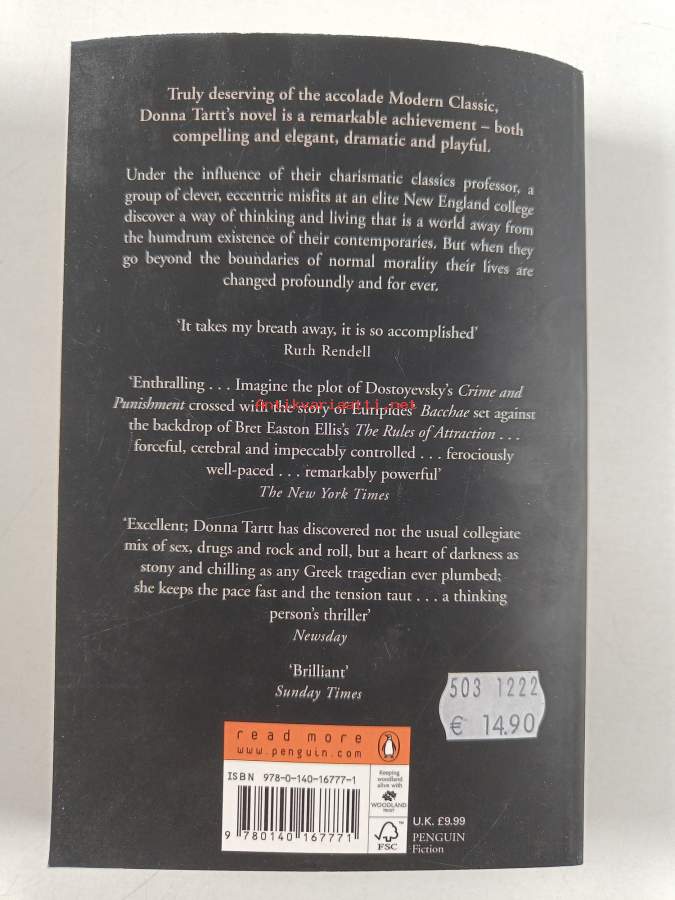 Truly deserving of the accolade Modern Classic,
Donna Tartt's novel is a remarkable achievement – both
compelling and elegant, dramatic and playful.
Under the influence of their charismatic classics professor, a
group of clever, eccentric misfits at an elite New England college
discover a way of thinking and living that is a world away from
the humdrum existence of their contemporaries. But when they
go beyond the boundaries of normal morality their lives are
changed profoundly and for ever.
'It takes my breath away, it is so accomplished'
Ruth Rendell
'Enthralling . . . Imagine the plot of Dostoyevsky's Crime and
Antikvariaatti.net
Punishment crossed with the story of Euripides' Bacchae set against
the backdrop of Bret Easton Ellis's The Rules of Attraction . . .
forceful, cerebral and impeccably controlled . . . ferociously
well-paced . . . remarkably powerful'
The New York Times
'Excellent; Donna Tartt has discovered not the usual collegiate
mix of sex, drugs and rock and roll, but a heart of darkness as
stony and chilling as any Greek tragedian ever plumbed;
she keeps the pace fast and the tension taut . . . a thinking
person's thriller'
Newsday
'Brilliant'
Sunday Times
503 1222
€ 14.90
read more
www.penguin.com
ISBN 978-0-140-16777-1
9 780140 167771
Keeping
woodland
alive with
WOODLAND
TRUST
FSC
™
U.K. £9.99
PENGUIN
Fiction